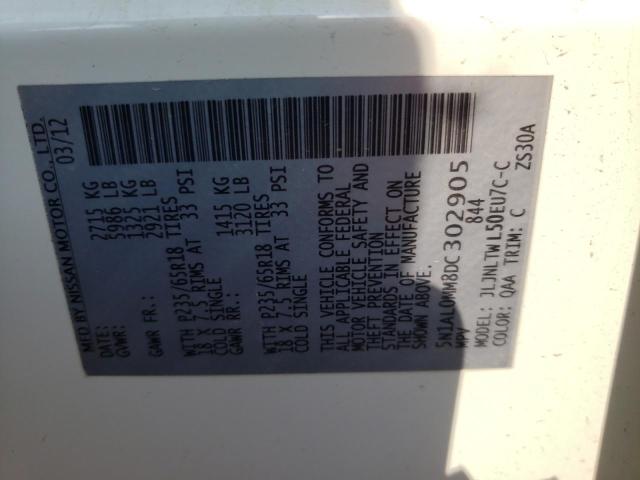 MFD BY NISSAN MOTOR CO., LTD.
DATE: 03/12
GVWR: 2715 KG
5986 LB
GAWR FR.: 1325 KG
2921 LB
WITH P235/65R18 TIRES
18 X 7.5 RIMS AT 33 PSI
COLD SINGLE
GAWR RR.: 1415 KG
3120 LB
WITH P235/65R18 TIRES
18 X 7.5 RIMS AT 33 PSI
COLD SINGLE
THIS VEHICLE CONFORMS TO
ALL APPLICABLE FEDERAL
MOTOR VEHICLE SAFETY AND
THEFT PREVENTION
STANDARDS IN EFFECT ON
THE DATE OF MANUFACTURE
SHOWN ABOVE.
5N1AL0MM8DC302905
MPV 844
MODEL: JLJNLTWL50EU7C-C
COLOR: QAA TRIM: C ZS30A